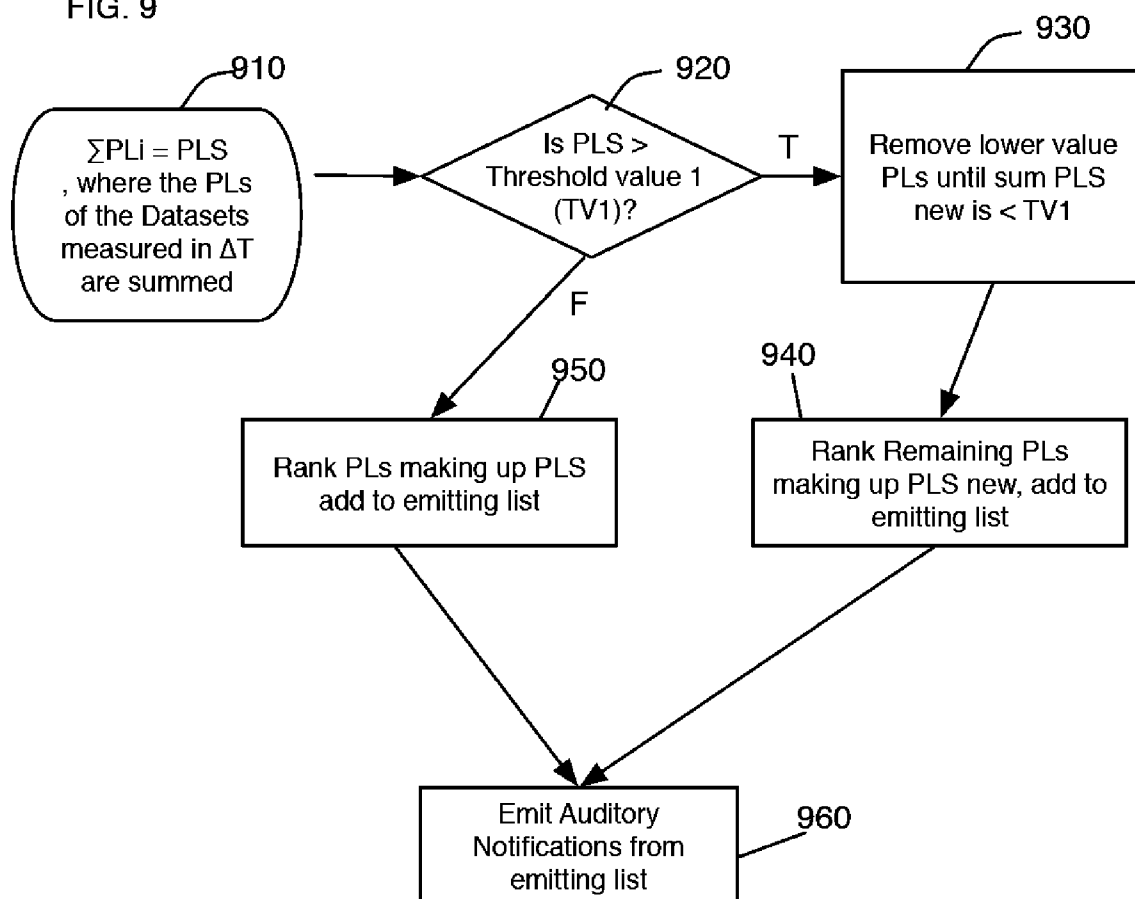 FIG. 9
910
∑PLi = PLS
, where the PLs
of the Datasets
measured in ΔT
are summed
920
Is PLS >
Threshold value 1
(TV1)?
T
F
930
Remove lower value
PLs until sum PLS
new is < TV1
950
Rank PLs making up PLS
add to emitting list
940
Rank Remaining PLs
making up PLS new, add to
emitting list
Emit Auditory
Notifications from
emitting list
960